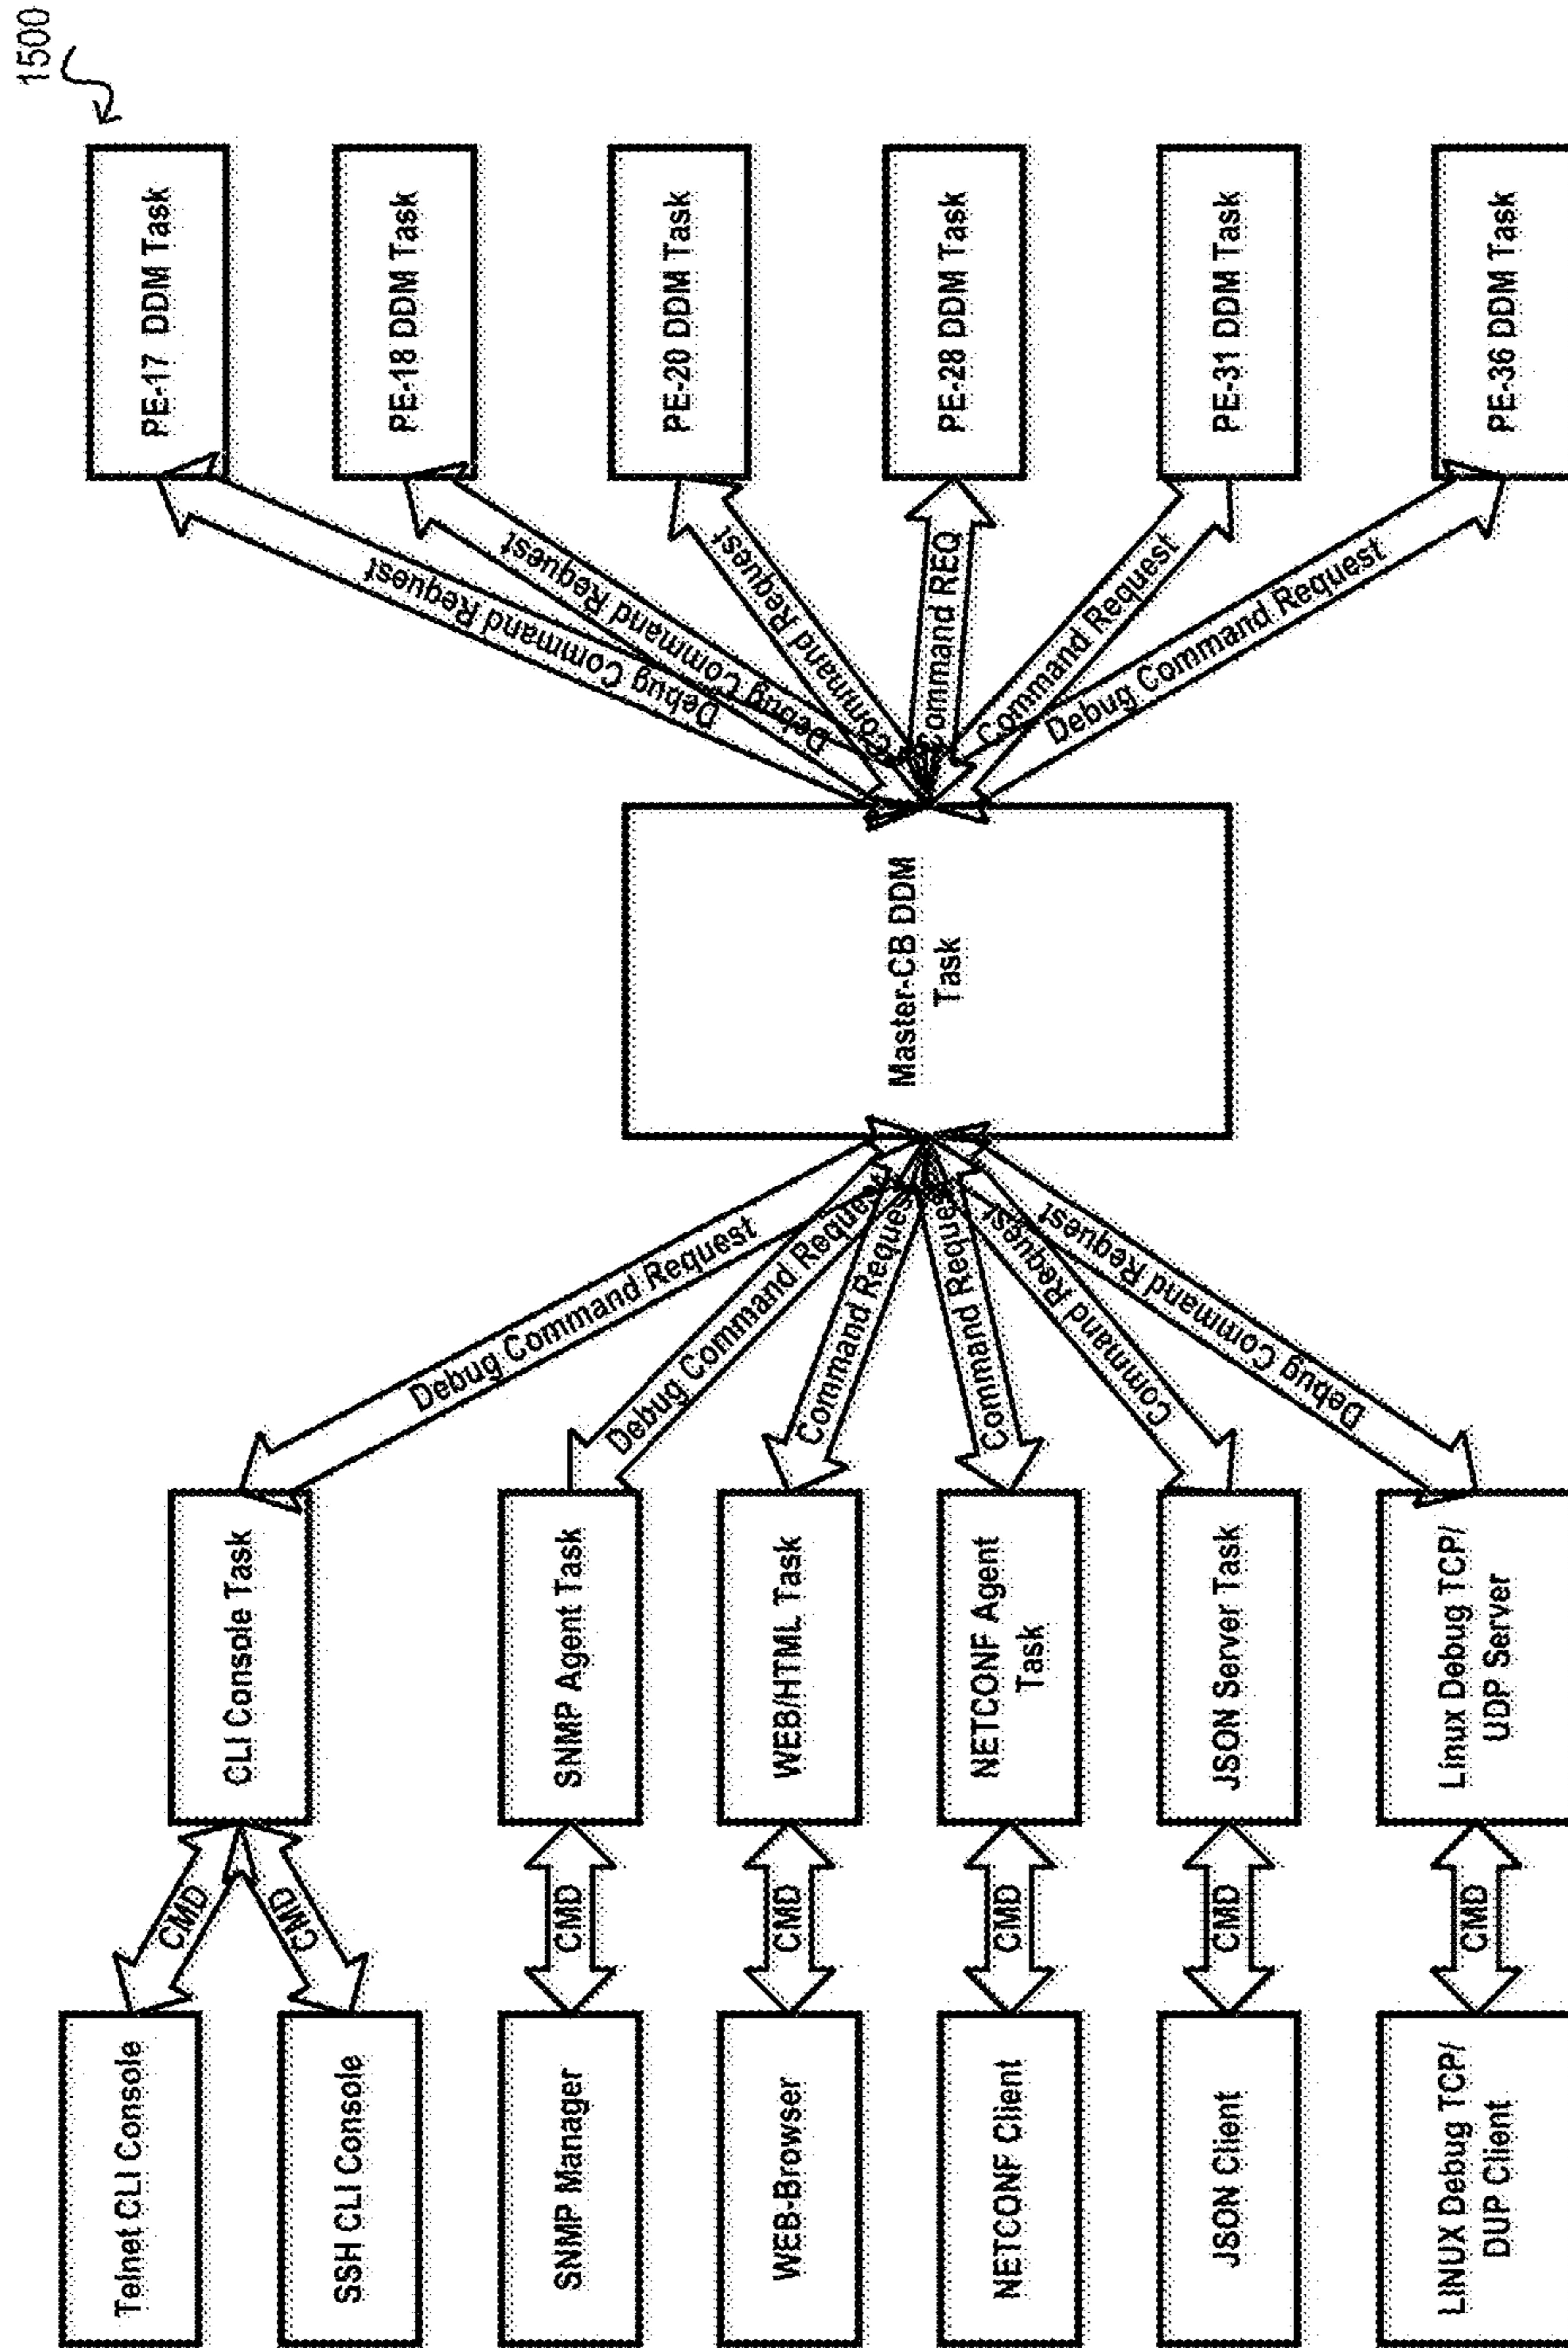 1500
Telnet CLI Console
SSH CLI Console
SNMP Manager
WEB-Browser
NETCONF Client
JSON Client
LINUX Debug TCP/
DUP Client
CMD
CMD
CMD
CMD
CMD
CMD
CMD
CLI Console Task
SNMP Agent Task
WEB/HTML Task
NETCONF Agent
Task
JSON Server Task
Linux Debug TCP/
UDP Server
Debug Command Request
Debug Command Request
Command Request
Command Request
Command Request
Debug Command Request
Master-CB DDM
Task
Debug Command Request
Debug Command Request
Command Request
Command REQ
Command Request
Debug Command Request
PE-17 DDM Task
PE-18 DDM Task
PE-20 DDM Task
PE-28 DDM Task
PE-31 DDM Task
PE-36 DDM Task